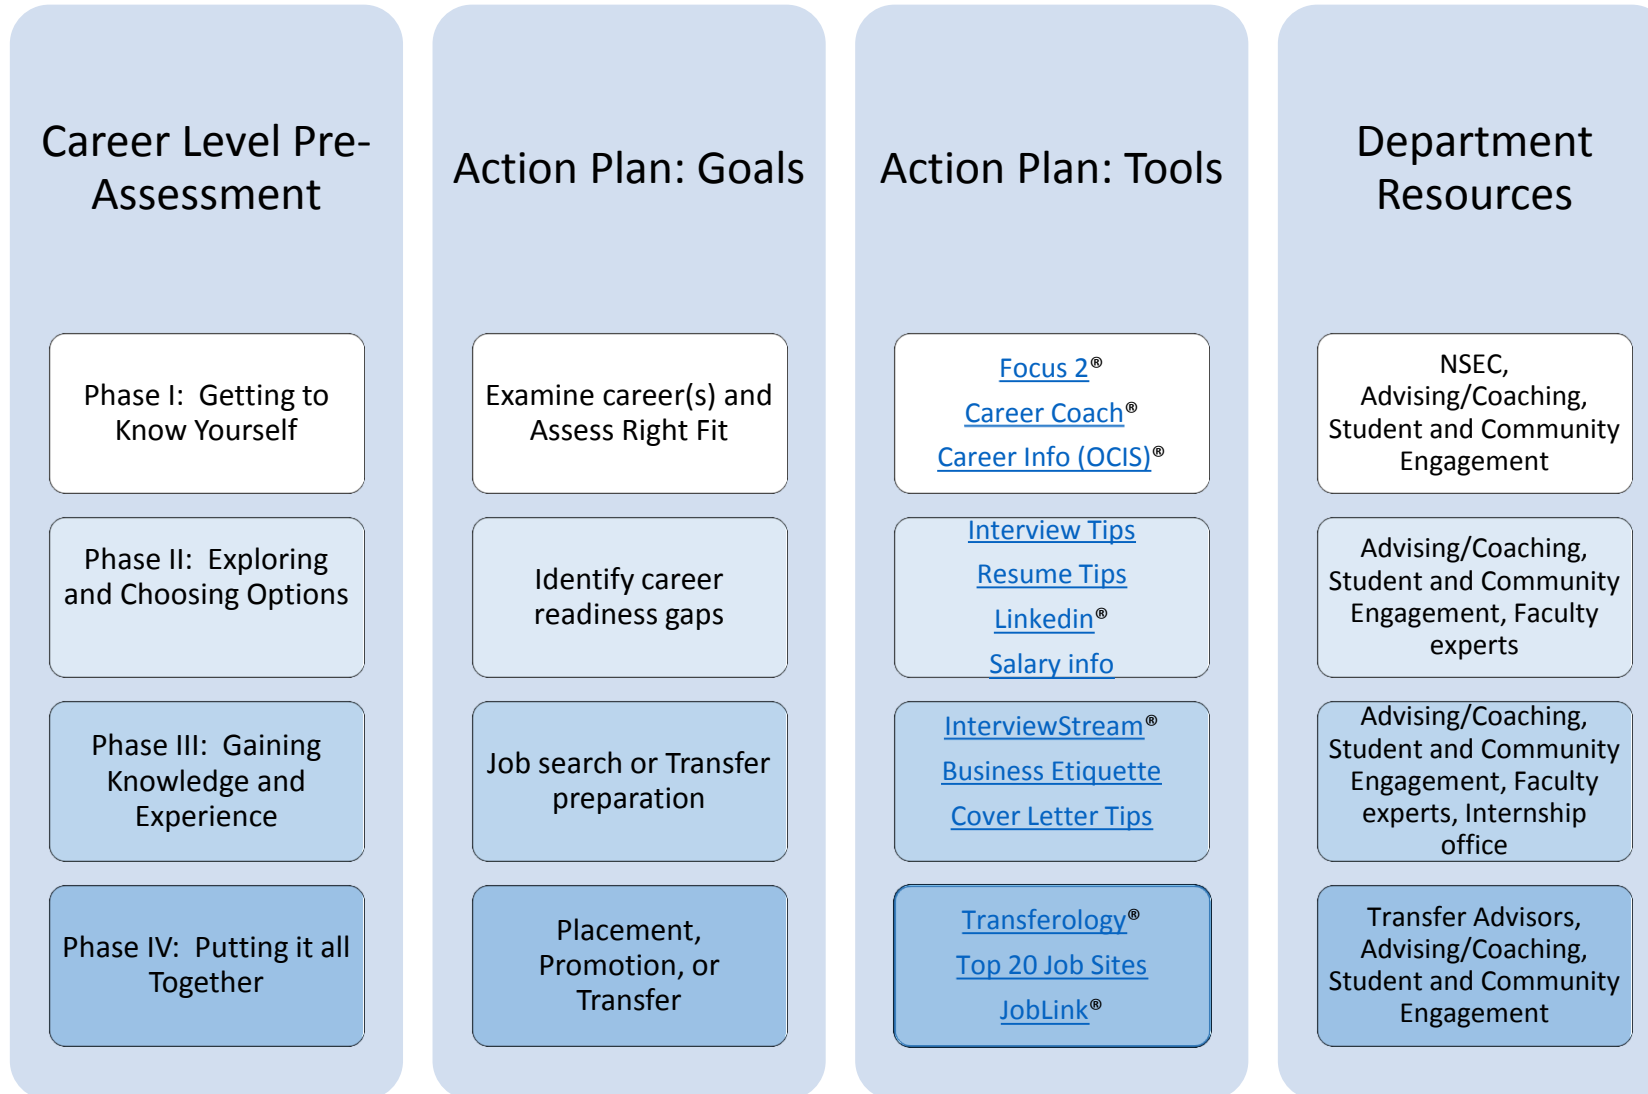 Career Level Pre-
Assessment
Phase I:  Getting to
Know Yourself
Phase II:  Exploring
and Choosing Options
Phase III:  Gaining
Knowledge and
Experience
Phase IV:  Putting it all
Together
Action Plan: Goals
Examine career(s) and
Assess Right Fit
Identify career
readiness gaps
Job search or Transfer
preparation
Placement,
Promotion, or
Transfer
Action Plan: Tools
Focus 2®
Career Coach®
Career Info (OCIS)®
Interview Tips
Resume Tips
Linkedin®
Salary info
InterviewStream®
Business Etiquette
Cover Letter Tips
Transferology®
Top 20 Job Sites
JobLink®
Department
Resources
NSEC,
Advising/Coaching,
Student and Community
Engagement
Advising/Coaching,
Student and Community
Engagement, Faculty
experts
Advising/Coaching,
Student and Community
Engagement, Faculty
experts, Internship
office
Transfer Advisors,
Advising/Coaching,
Student and Community
Engagement